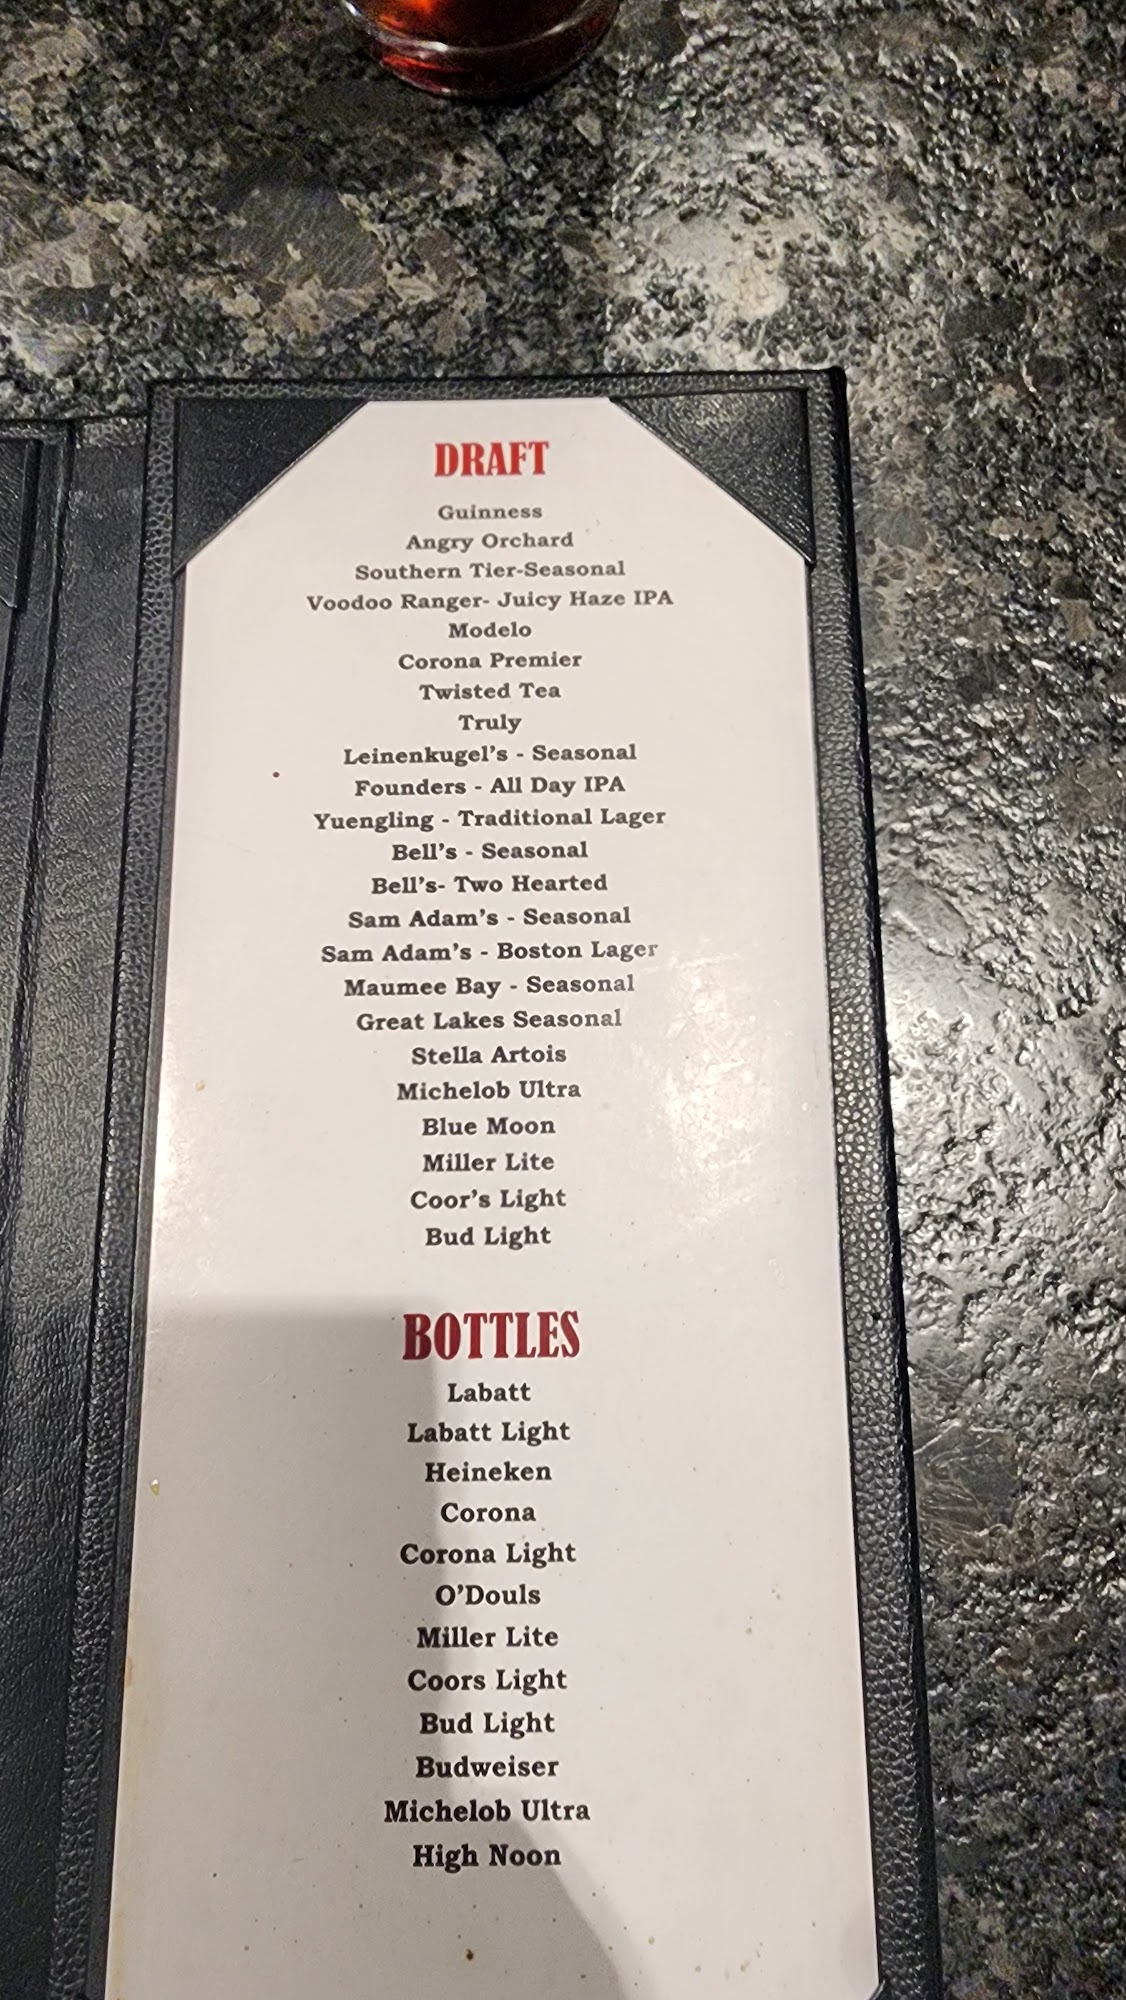 DRAFT
Guinness
Angry Orchard
Southern Tier-Seasonal
Voodoo Ranger- Juicy Haze IPA
Modelo
Corona Premier
Twisted Tea
Truly
Leinenkugel's - Seasonal
Founders - All Day IPA
Yuengling - Traditional Lager
Bell's - Seasonal
Bell's- Two Hearted
Sam Adam's - Seasonal
Sam Adam's - Boston Lager
Maumee Bay - Seasonal
Great Lakes Seasonal
Stella Artois
Michelob Ultra
Blue Moon
Miller Lite
Coor's Light
Bud Light
BOTTLES
Labatt
Labatt Light
Heineken
Corona
Corona Light
O'Douls
Miller Lite
Coors Light
Bud Light
Budweiser
Michelob Ultra
High Noon